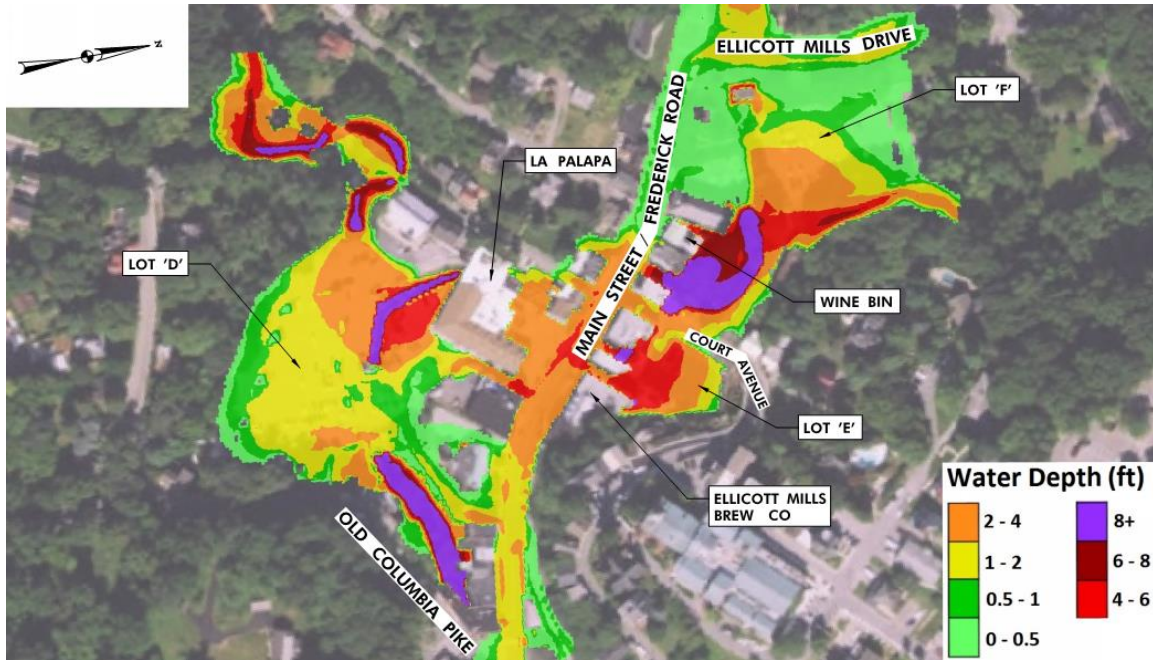 Z
ELLICOTT MILLS DRIVE
LOT 'F'
MAIN STREET / FREDERICK ROAD
LA PALAPA
LOT 'D'
WINE BIN
COURT AVENUE
LOT 'E'
ELLICOTT MILLS
BREW CO
OLD COLUMBIA PIKE
Water Depth (ft)
2 - 4
8+
1 - 2
6 - 8
0.5 - 1
4 - 6
0 - 0.5